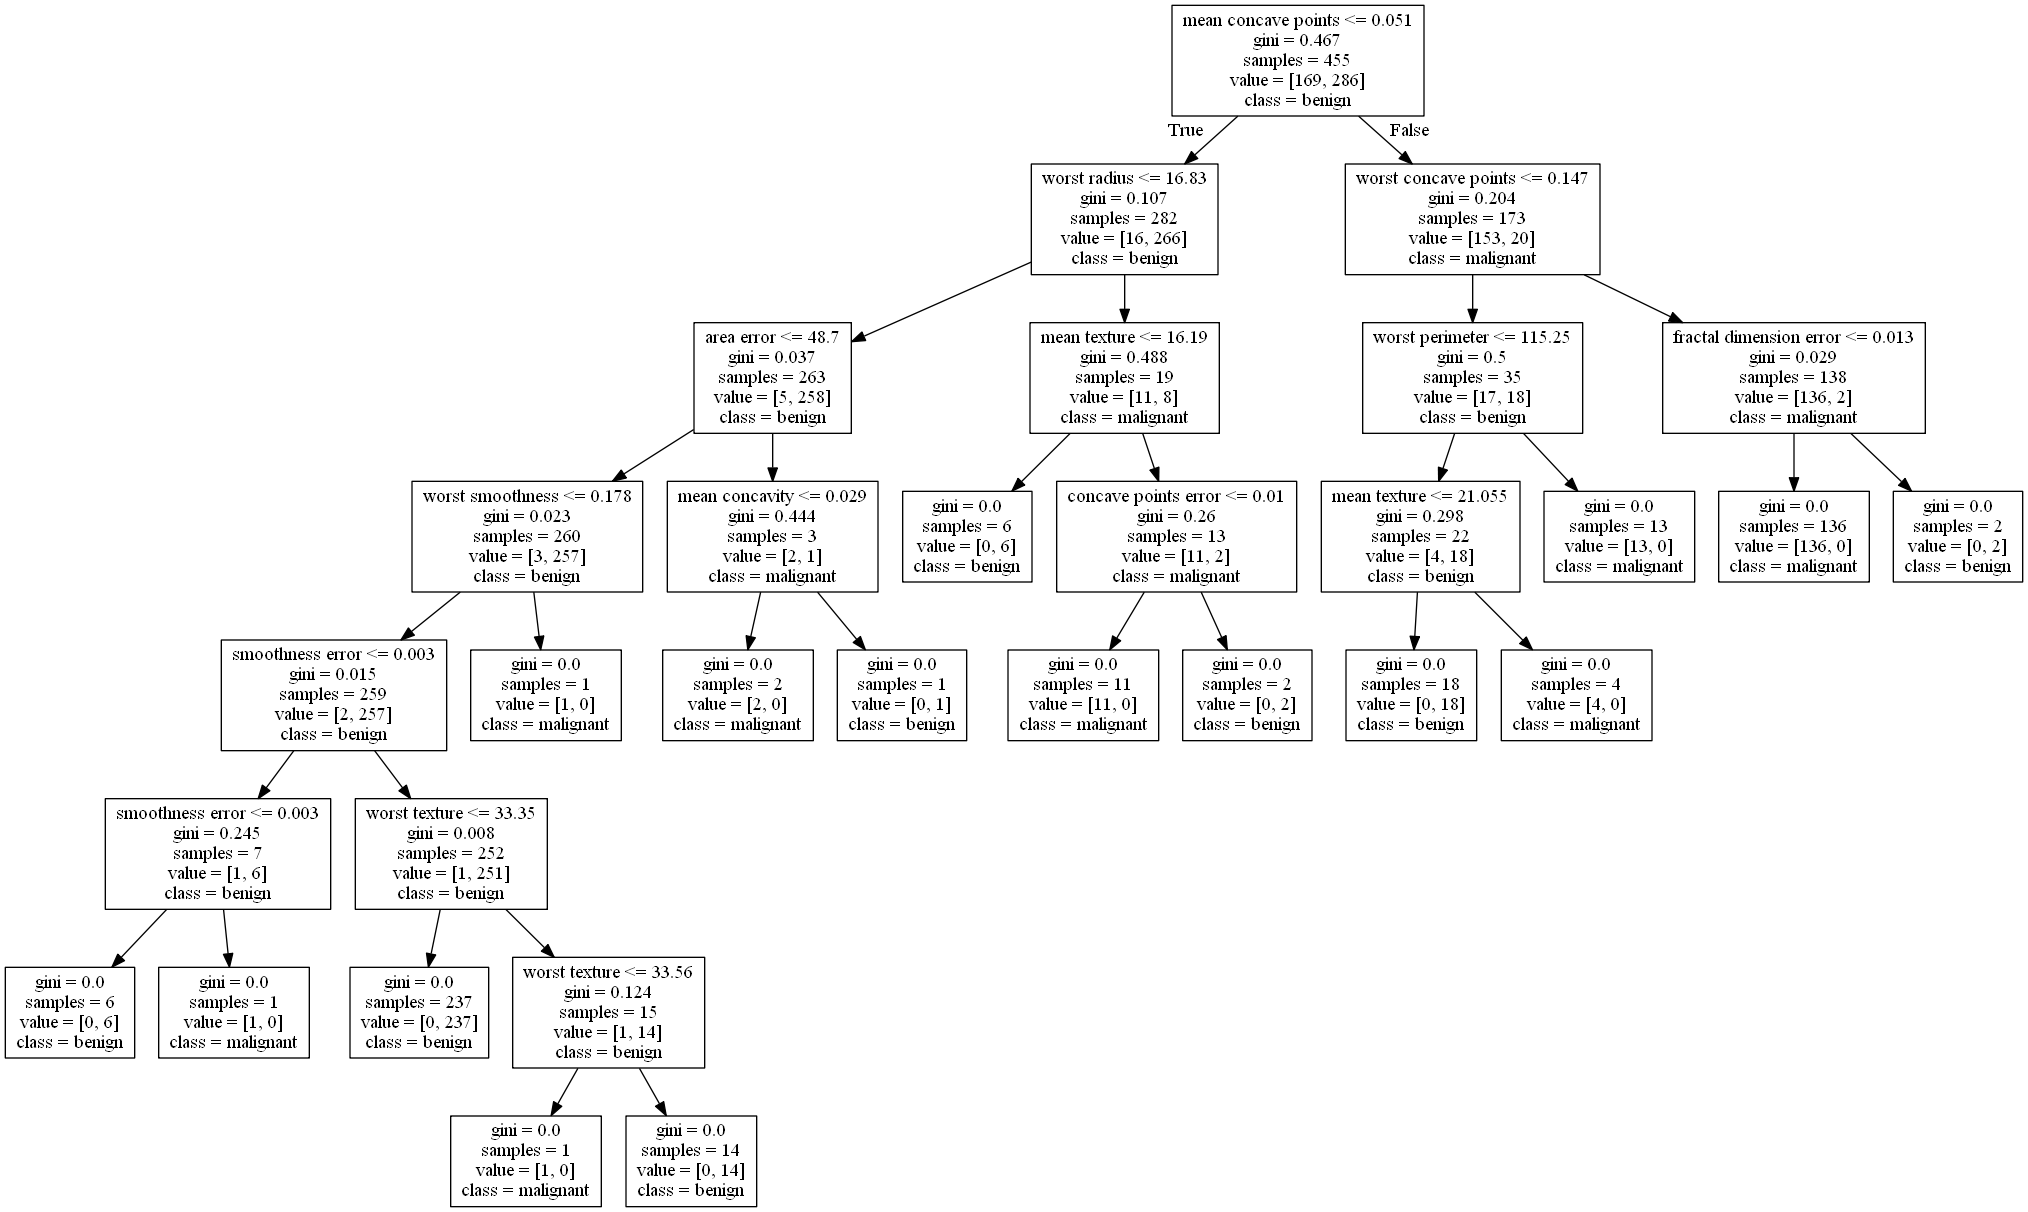 mean concave points <= 0.051
gini = 0.467
samples = 455
value = [169, 286]
class = benign
True
False
worst radius <= 16.83
gini = 0.107
samples = 282
value = [16, 266]
class = benign
worst concave points <= 0.147
gini = 0.204
samples = 173
value = [153, 20]
class = malignant
area error <= 48.7
gini = 0.037
samples = 263
value = [5, 258]
class = benign
mean texture <= 16.19
gini = 0.488
samples = 19
value = [11, 8]
class = malignant
worst perimeter <= 115.25
gini = 0.5
samples = 35
value = [17, 18]
class = benign
fractal dimension error <= 0.013
gini = 0.029
samples = 138
value = [136, 2]
class = malignant
worst smoothness <= 0.178
gini = 0.023
samples = 260
value = [3, 257]
class = benign
mean concavity <= 0.029
gini = 0.444
samples = 3
value = [2, 1]
class = malignant
gini = 0.0
samples = 6
value = [0, 6]
class = benign
concave points error <= 0.01
gini = 0.26
samples = 13
value = [11, 2]
class = malignant
mean texture <= 21.055
gini = 0.298
samples = 22
value = [4, 18]
class = benign
gini = 0.0
samples = 13
value = [13, 0]
class = malignant
gini = 0.0
samples = 136
value = [136, 0]
class = malignant
gini = 0.0
samples = 2
value = [0, 2]
class = benign
smoothness error <= 0.003
gini = 0.015
samples = 259
value = [2, 257]
class = benign
gini = 0.0
samples = 1
value = [1, 0]
class = malignant
gini = 0.0
samples = 2
value = [2, 0]
class = malignant
gini = 0.0
samples = 1
value = [0, 1]
class = benign
gini = 0.0
samples = 11
value = [11, 0]
class = malignant
gini = 0.0
samples = 2
value = [0, 2]
class = benign
gini = 0.0
samples = 18
value = [0, 18]
class = benign
gini = 0.0
samples = 4
value = [4, 0]
class = malignant
smoothness error <= 0.003
gini = 0.245
samples = 7
value = [1, 6]
class = benign
worst texture <= 33.35
gini = 0.008
samples = 252
value = [1, 251]
class = benign
gini = 0.0
samples = 6
value = [0, 6]
class = benign
gini = 0.0
samples = 1
value = [1, 0]
class = malignant
gini = 0.0
samples = 237
value = [0, 237]
class = benign
worst texture <= 33.56
gini = 0.124
samples = 15
value = [1, 14]
class = benign
gini = 0.0
samples = 1
value = [1, 0]
class = malignant
gini = 0.0
samples = 14
value = [0, 14]
class = benign